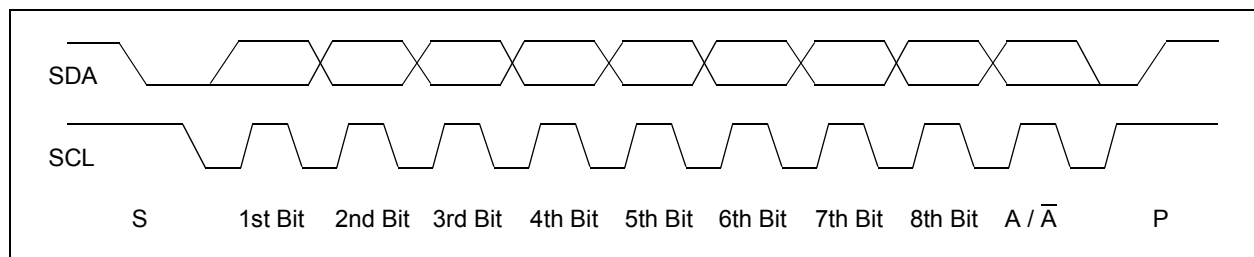 SDA
SCL
S 1st Bit 2nd Bit 3rd Bit 4th Bit 5th Bit 6th Bit 7th Bit 8th Bit A / A̅ P